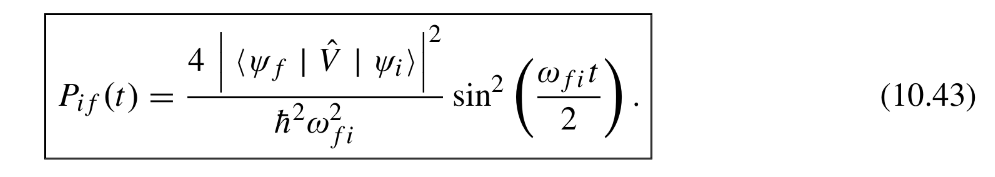 P_{if}(t) = \frac{4 \left| \langle \psi_f \mid \hat{V} \mid \psi_i \rangle \right|^2}{\hbar^2 \omega_{fi}^2} \sin^2 \left( \frac{\omega_{fi} t}{2} \right). (10.43)